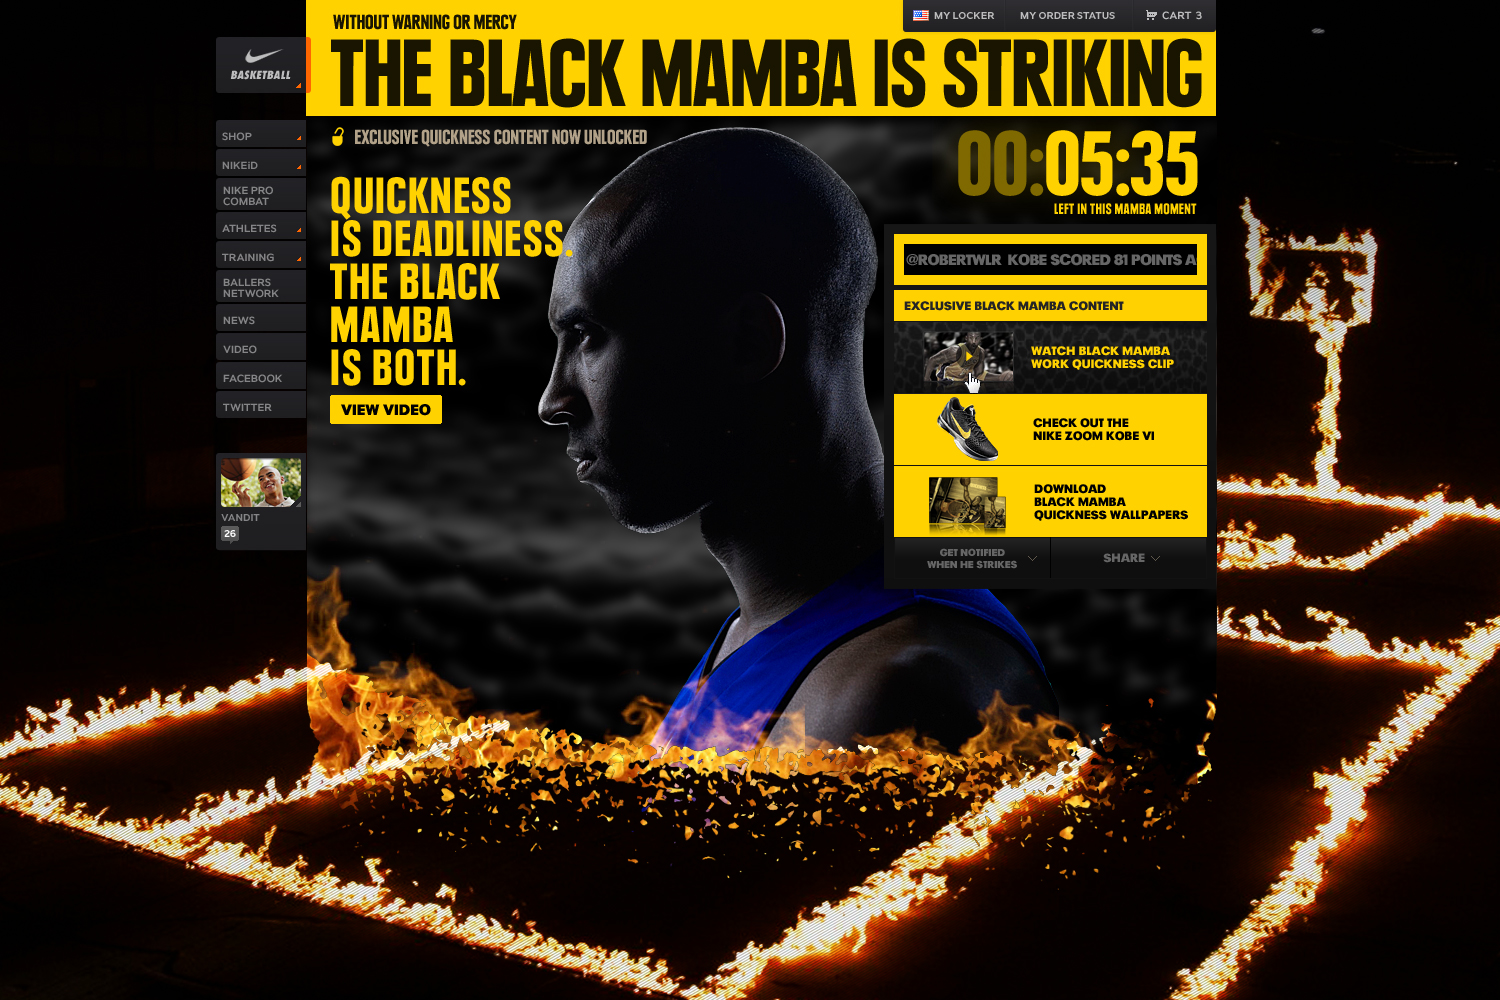 WITHOUT WARNING OR MERCY
MY LOCKER
MY ORDER STATUS
CART 3
THE BLACK MAMBA IS STRIKING
BASKETBALL
SHOP
NIKEiD
NIKE PRO
COMBAT
ATHLETES
TRAINING
BALLERS
NETWORK
NEWS
VIDEO
FACEBOOK
TWITTER
VANDIT
26
EXCLUSIVE QUICKNESS CONTENT NOW UNLOCKED
QUICKNESS
IS DEADLINESS.
THE BLACK
MAMBA
IS BOTH.
VIEW VIDEO
00:05:35
LEFT IN THIS MAMBA MOMENT
@ROBERTWLR KOBE SCORED 81 POINTS A
EXCLUSIVE BLACK MAMBA CONTENT
WATCH BLACK MAMBA
WORK QUICKNESS CLIP
CHECK OUT THE
NIKE ZOOM KOBE VI
DOWNLOAD
BLACK MAMBA
QUICKNESS WALLPAPERS
GET NOTIFIED
WHEN HE STRIKES
SHARE